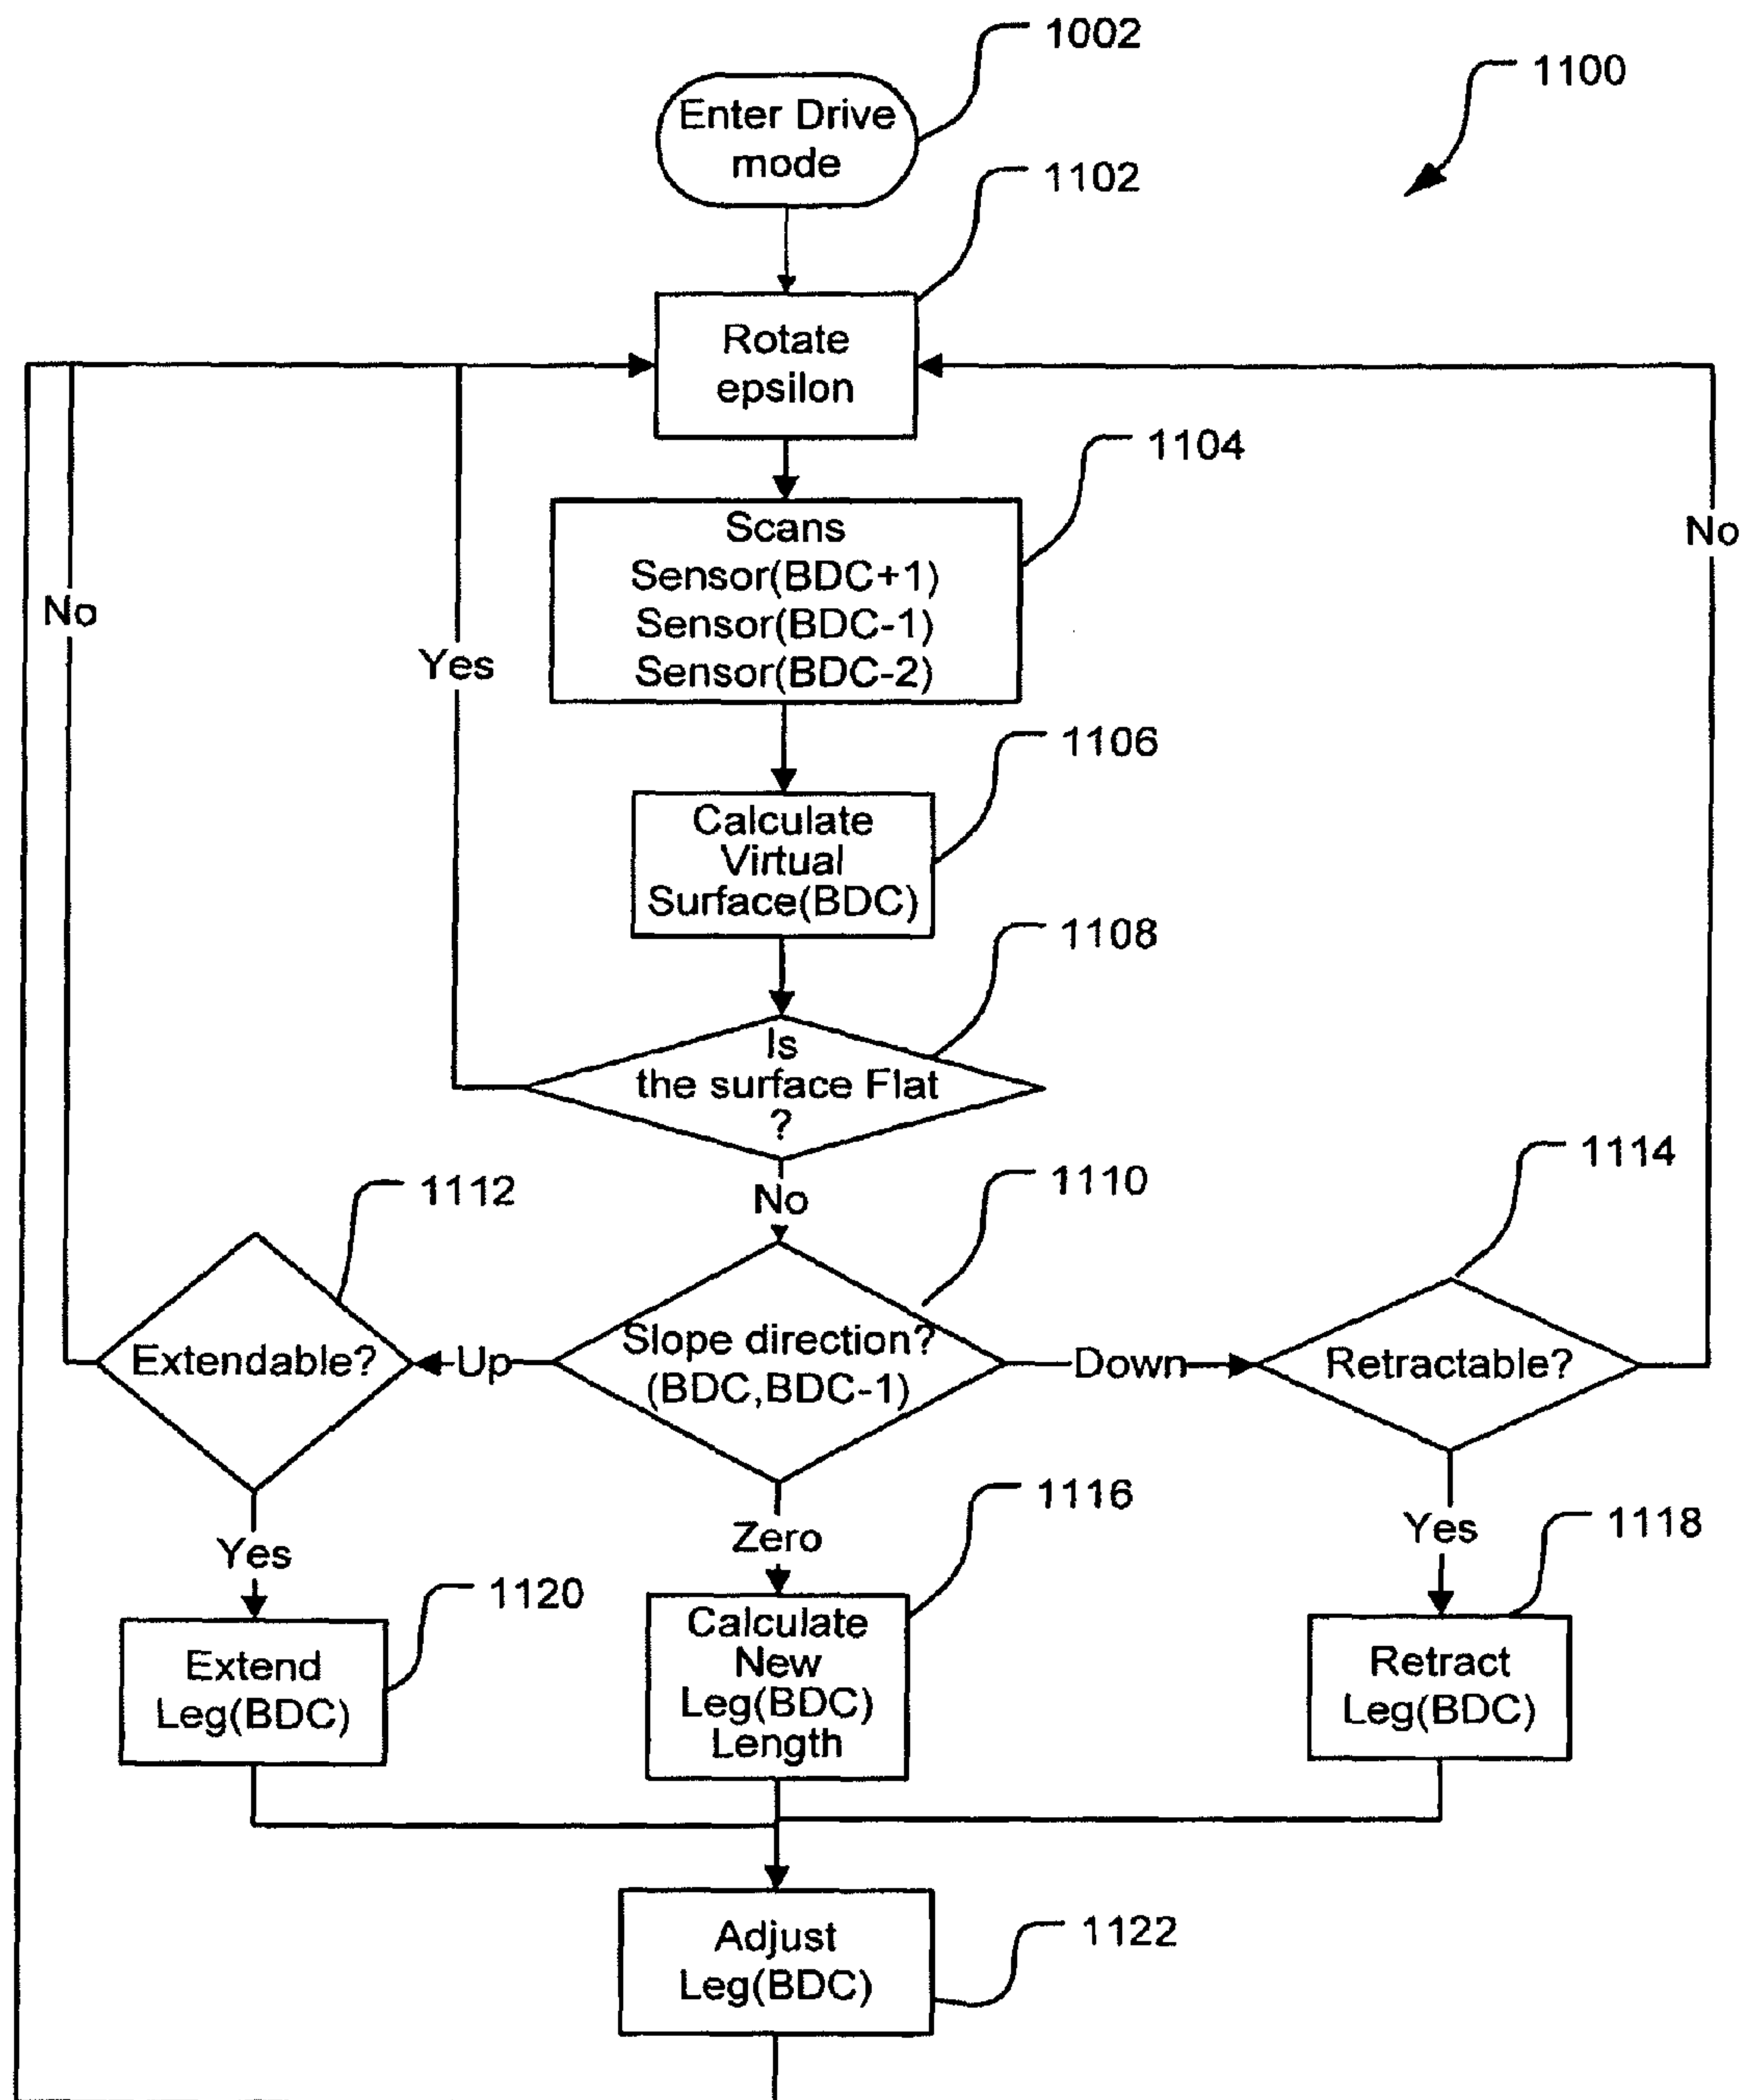 1002
1100
Enter Drive
mode
1102
Rotate
epsilon
1104
Scans
Sensor(BDC+1)
Sensor(BDC-1)
Sensor(BDC-2)
No
No
Yes
1106
Calculate
Virtual
Surface(BDC)
1108
Is
the surface Flat
?
No
1110
1112
1114
Extendable?
Up
Slope direction?
(BDC,BDC-1)
Down
Retractable?
Yes
Zero
Yes
1116
1118
1120
Extend
Leg(BDC)
Calculate
New
Leg(BDC)
Length
Retract
Leg(BDC)
Adjust
Leg(BDC)
1122